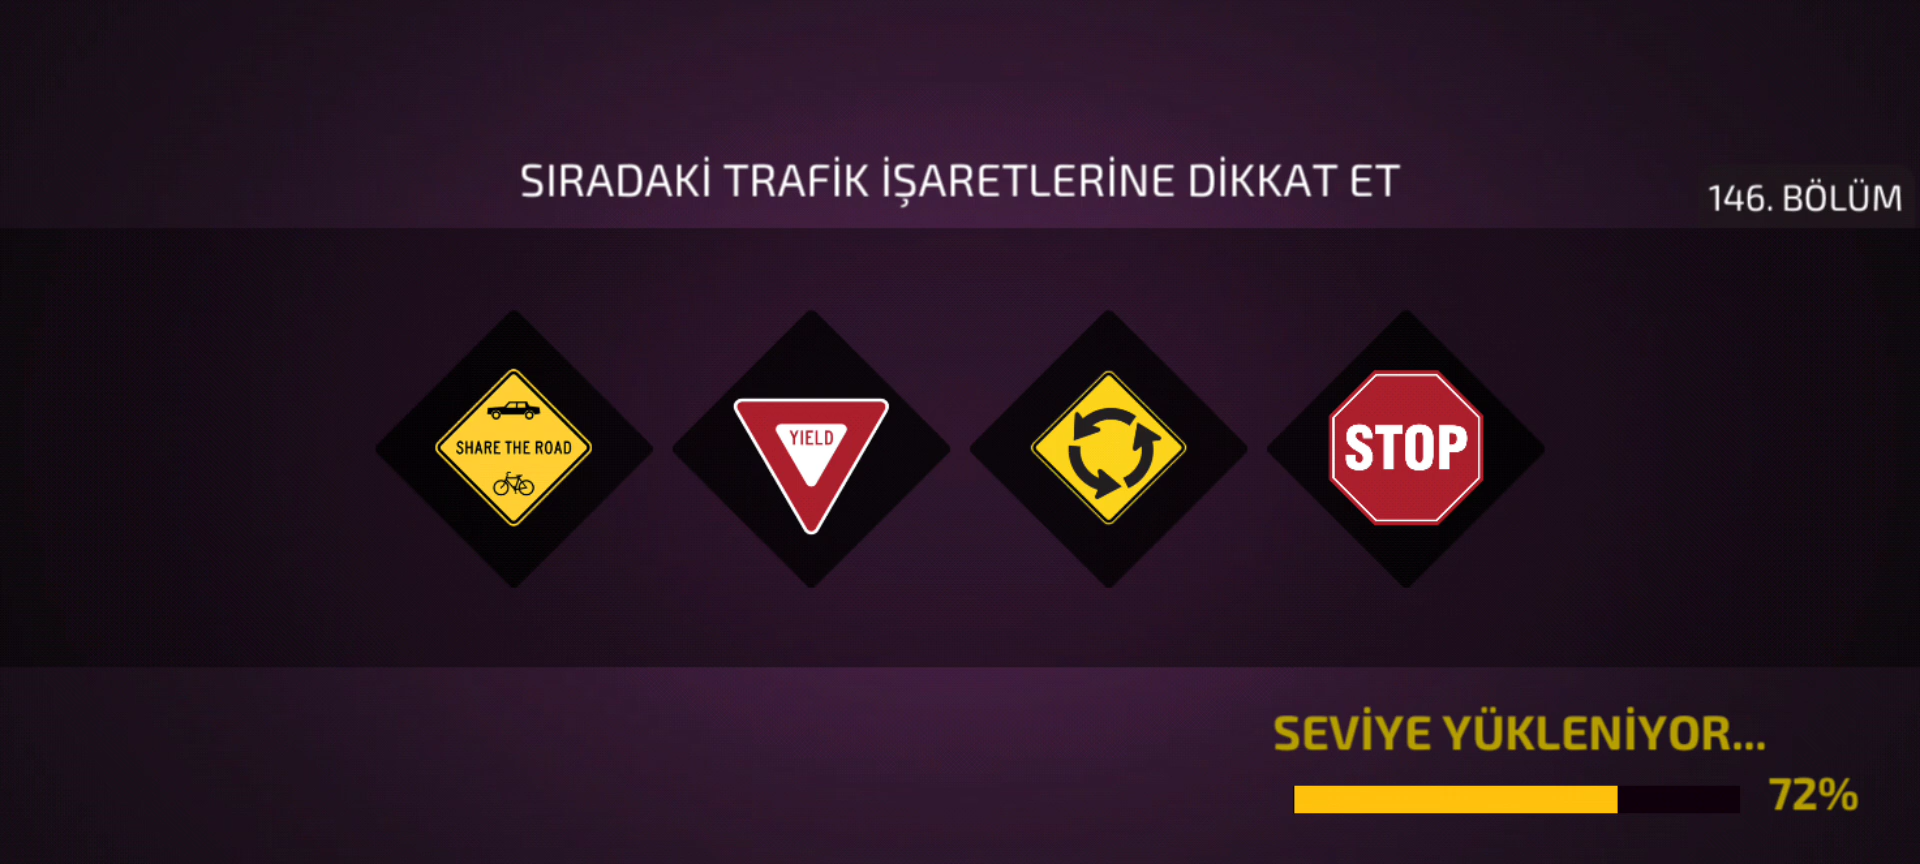 SIRADAKİ TRAFİK İŞARETLERİNE DİKKAT ET
146. BÖLÜM
SHARE THE ROAD
YIELD
STOP
SEVİYE YÜKLENİYOR...
72%